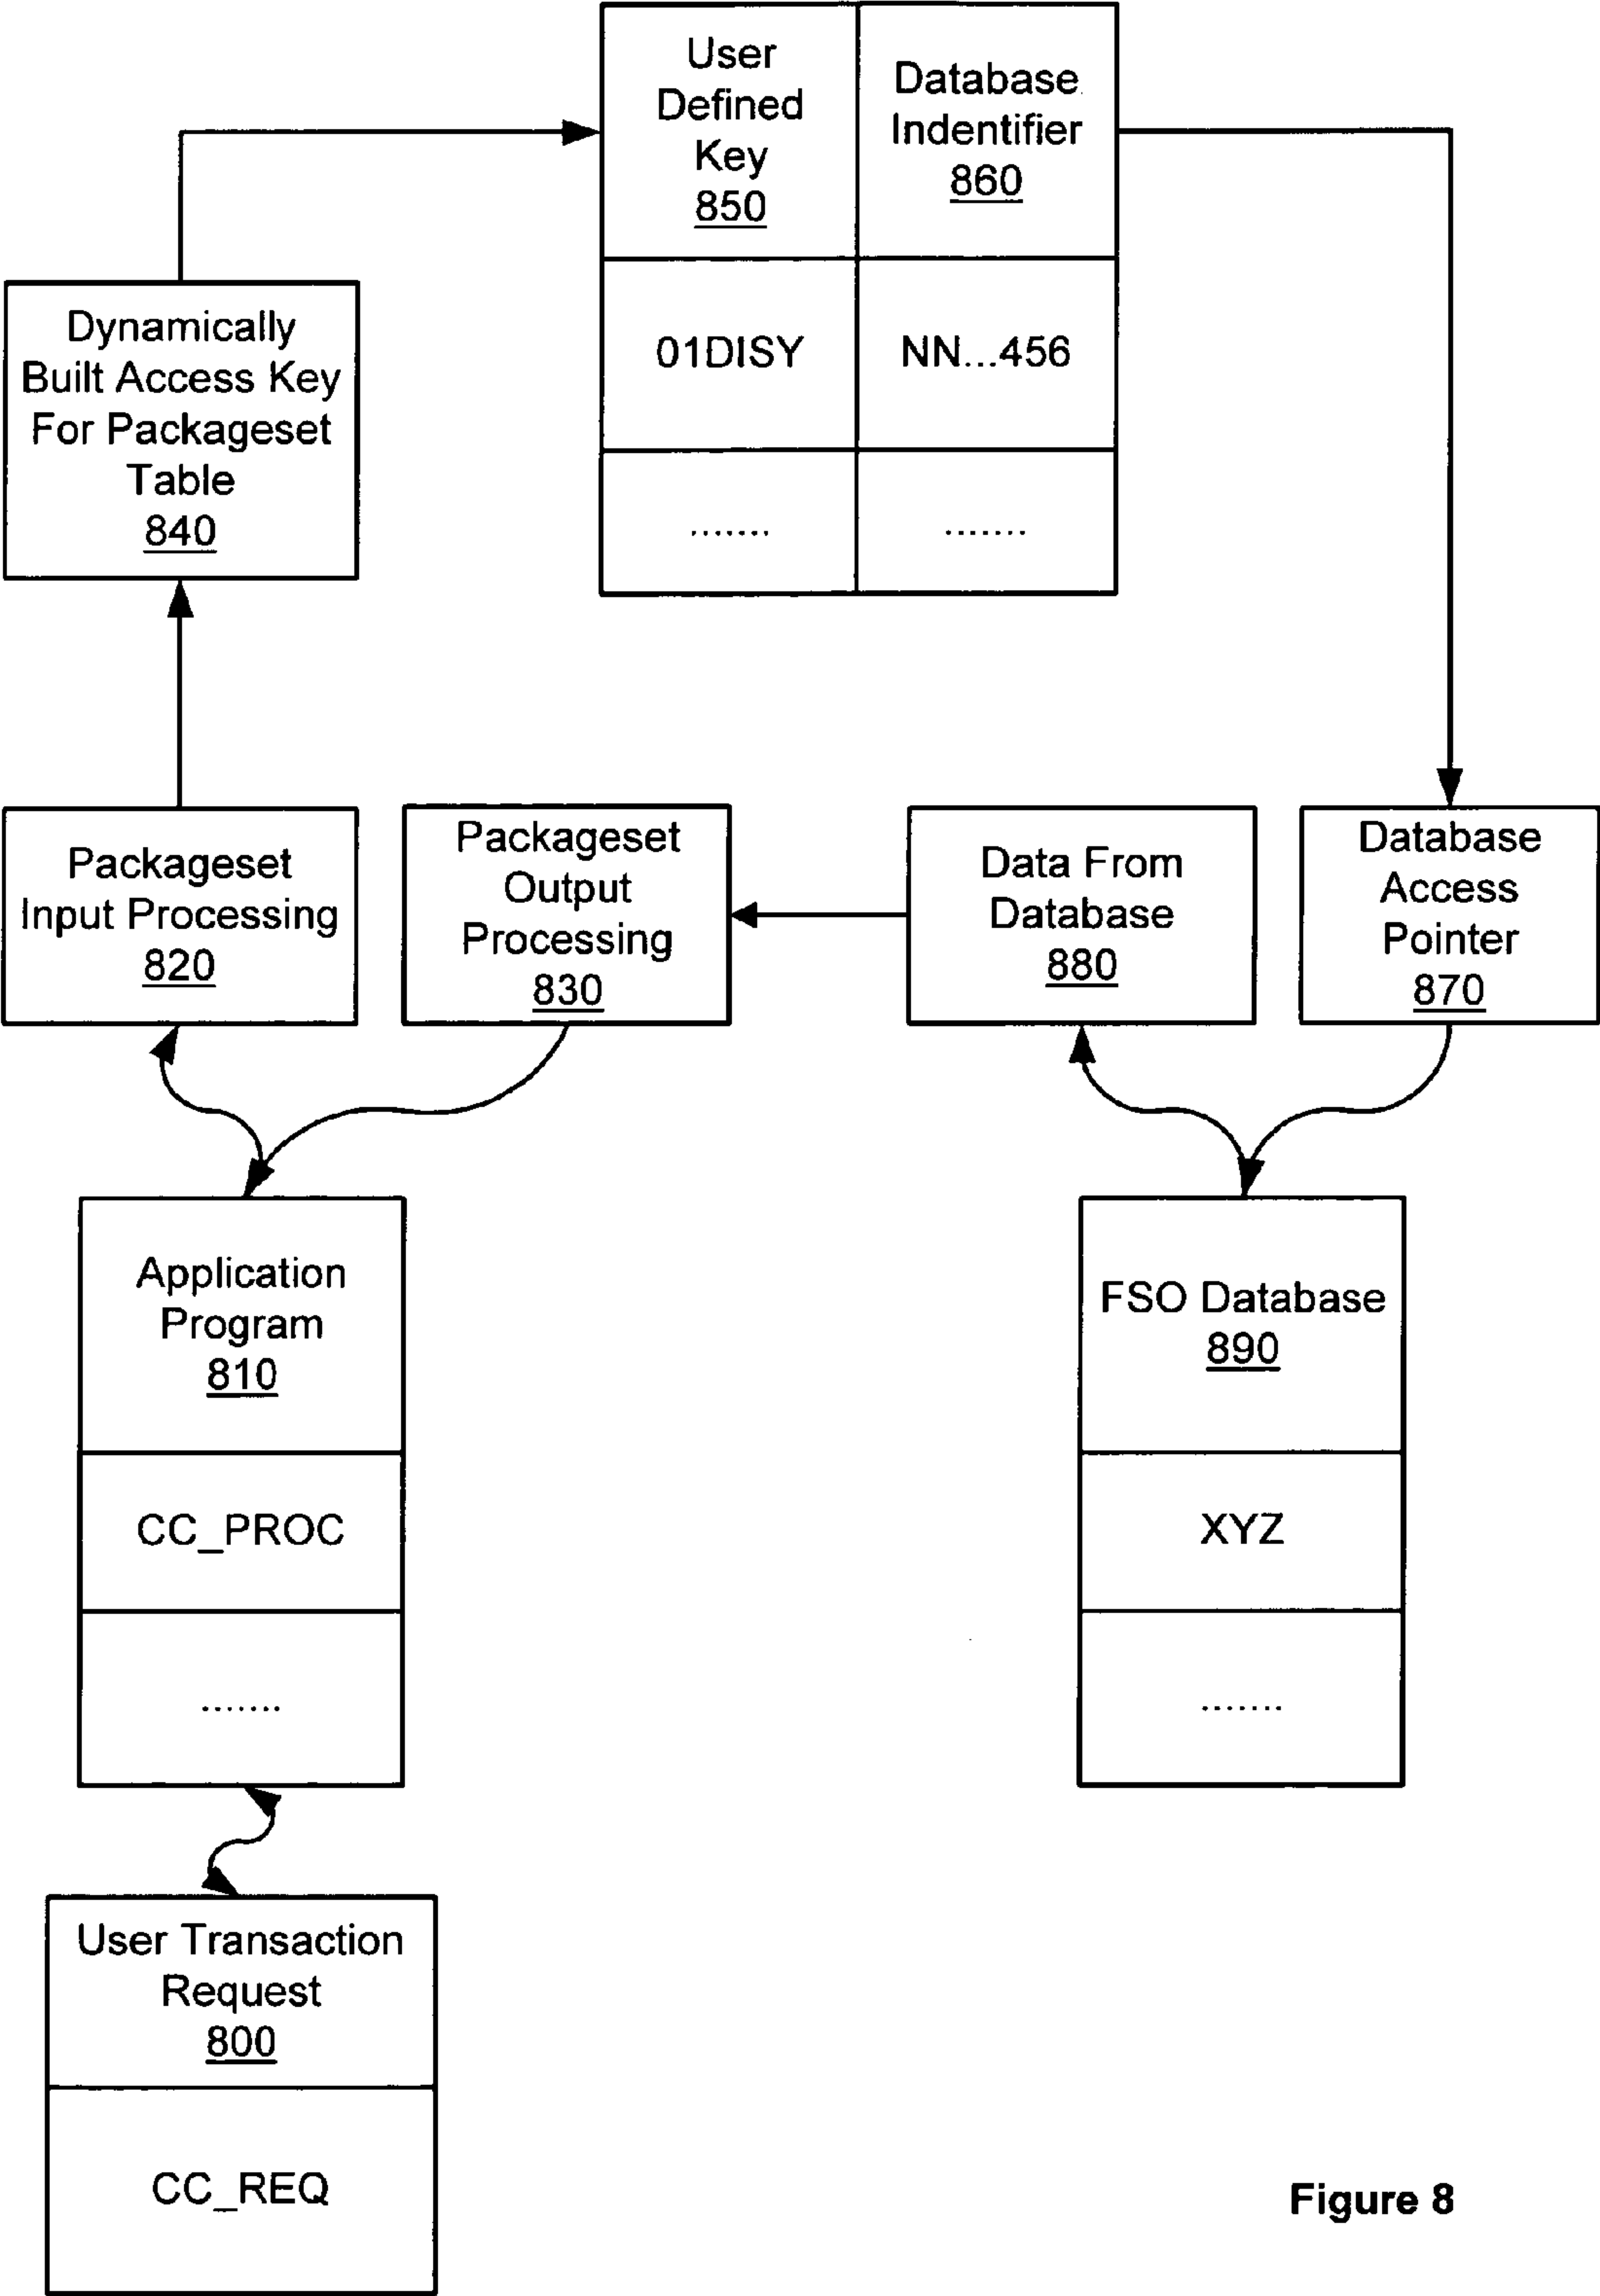 User
Defined
Key
850
Database
Indentifier
860
01DISY
NN...456
.......
.......
Dynamically
Built Access Key
For Packageset
Table
840
Packageset
Input Processing
820
Packageset
Output
Processing
830
Data From
Database
880
Database
Access
Pointer
870
Application
Program
810
CC_PROC
.......
FSO Database
890
XYZ
.......
User Transaction
Request
800
CC_REQ
Figure 8